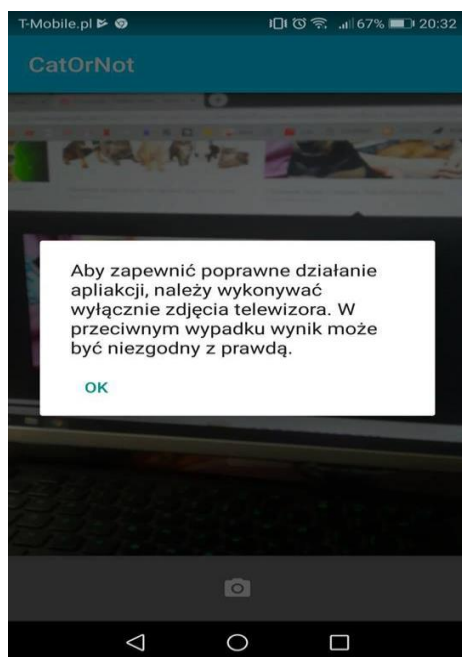 T-Mobile.pl 67% 20:32
CatOrNot
Aby zapewnić poprawne działanie
apliakcji, należy wykonywać
wyłącznie zdjęcia telewizora. W
przeciwnym wypadku wynik może
być niezgodny z prawdą.
OK